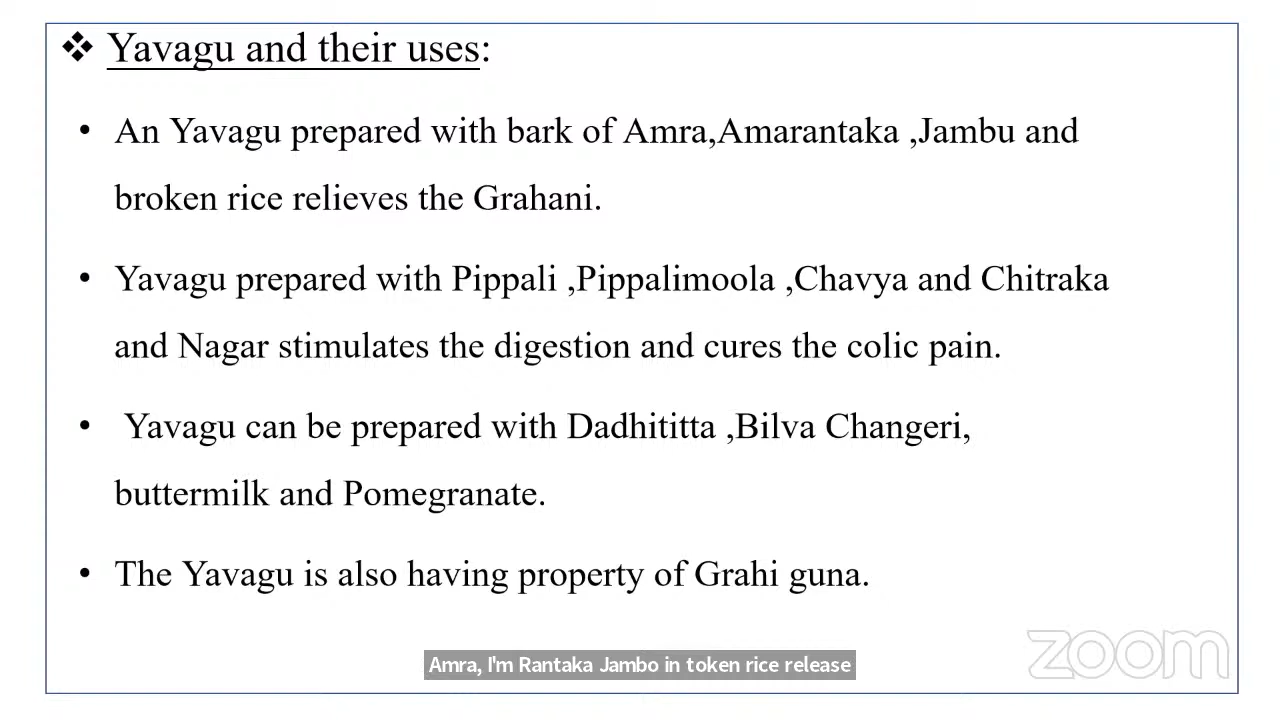 ❖ Yavagu and their uses:
• An Yavagu prepared with bark of Amra,Amarantaka ,Jambu and
broken rice relieves the Grahani.
• Yavagu prepared with Pippali ,Pippalimoola ,Chavya and Chitraka
and Nagar stimulates the digestion and cures the colic pain.
• Yavagu can be prepared with Dadhititta ,Bilva Changeri,
buttermilk and Pomegranate.
• The Yavagu is also having property of Grahi guna.
zoom
Amra, I'm Rantaka Jambo in token rice release